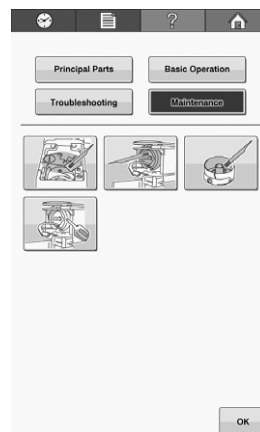 ?
Principal Parts
Basic Operation
Troubleshooting
Maintenance
OK